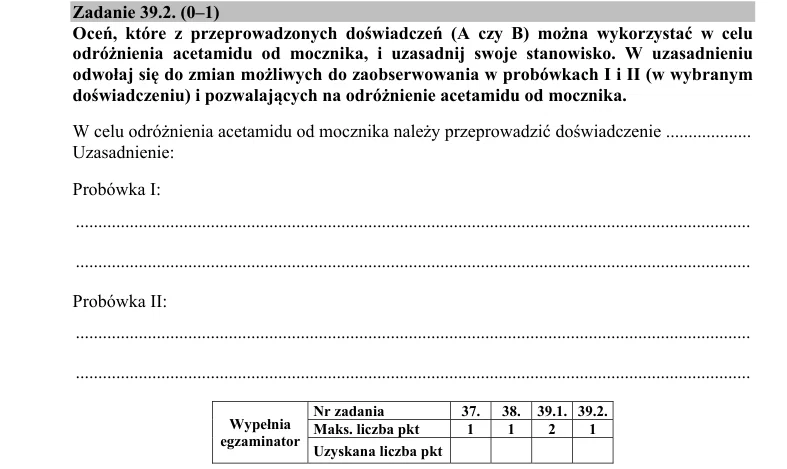 Zadanie 39.2. (0–1)
Oceń, które z przeprowadzonych doświadczeń (A czy B) można wykorzystać w celu
odróżnienia acetamidu od mocznika, i uzasadnij swoje stanowisko. W uzasadnieniu
odwołaj się do zmian możliwych do zaobserwowania w probówkach I i II (w wybranym
doświadczeniu) i pozwalających na odróżnienie acetamidu od mocznika.
W celu odróżnienia acetamidu od mocznika należy przeprowadzić doświadczenie ...................
Uzasadnienie:
Probówka I:
.......................................................................................................................................................
.......................................................................................................................................................
Probówka II:
.......................................................................................................................................................
.......................................................................................................................................................
Wypełnia egzaminator
Nr zadania 37. 38. 39.1. 39.2.
Maks. liczba pkt 1 1 2 1
Uzyskana liczba pkt